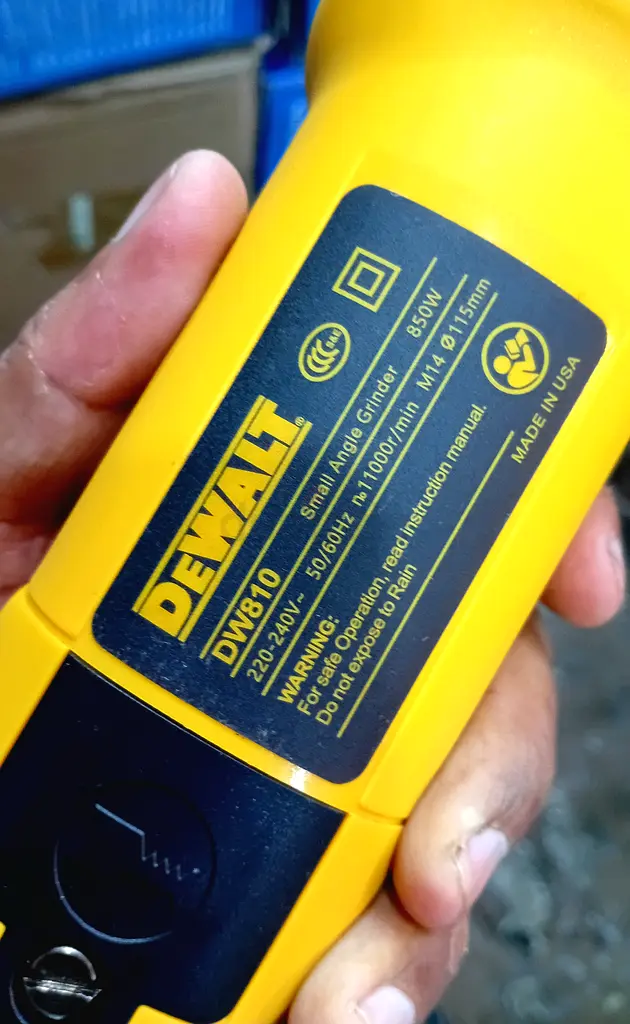 CCC
DEWALT®
DW810 Small Angle Grinder 850W
220-240V~ 50/60Hz n₀11000r/min M14 Ø115mm
WARNING:
For safe Operation, read instruction manual.
Do not expose to Rain
MADE IN USA